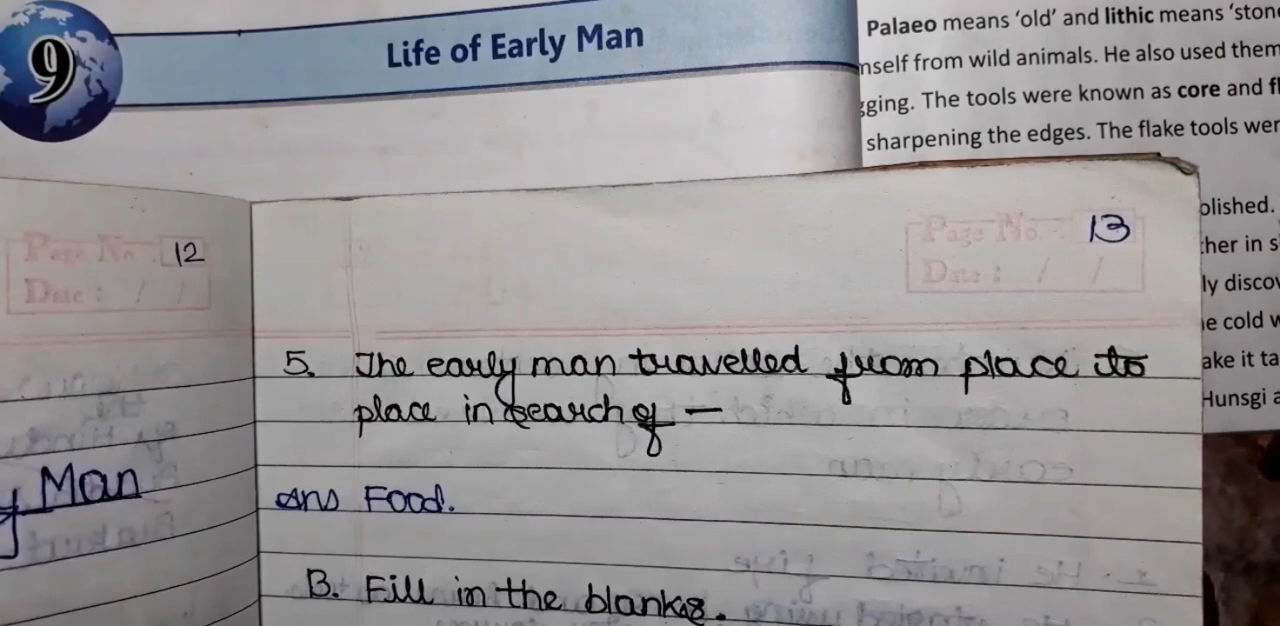 9
Life of Early Man
Palaeo means 'old' and lithic means 'ston
nself from wild animals. He also used them
gging. The tools were known as core and fl
sharpening the edges. The flake tools wer
olished.
her in s
ly disco
e cold w
ake it ta
Hunsgi a
Page No. 12
Date : / /
y Man
Page No. 13
Date : / /
5. The early man travelled from place to
place in search of —
Ans Food.
B. Fill in the blanks.